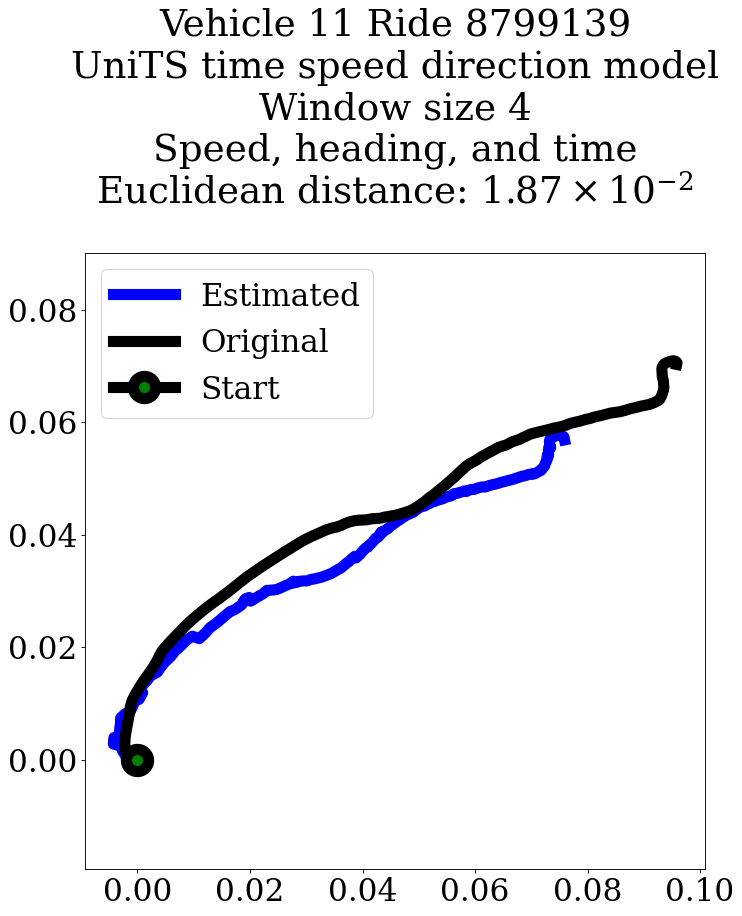 Vehicle 11 Ride 8799139
UniTS time speed direction model
Window size 4
Speed, heading, and time
Euclidean distance: 1.87 × 10⁻²
Estimated
Original
Start
0.08
0.06
0.04
0.02
0.00
0.00 0.02 0.04 0.06 0.08 0.10